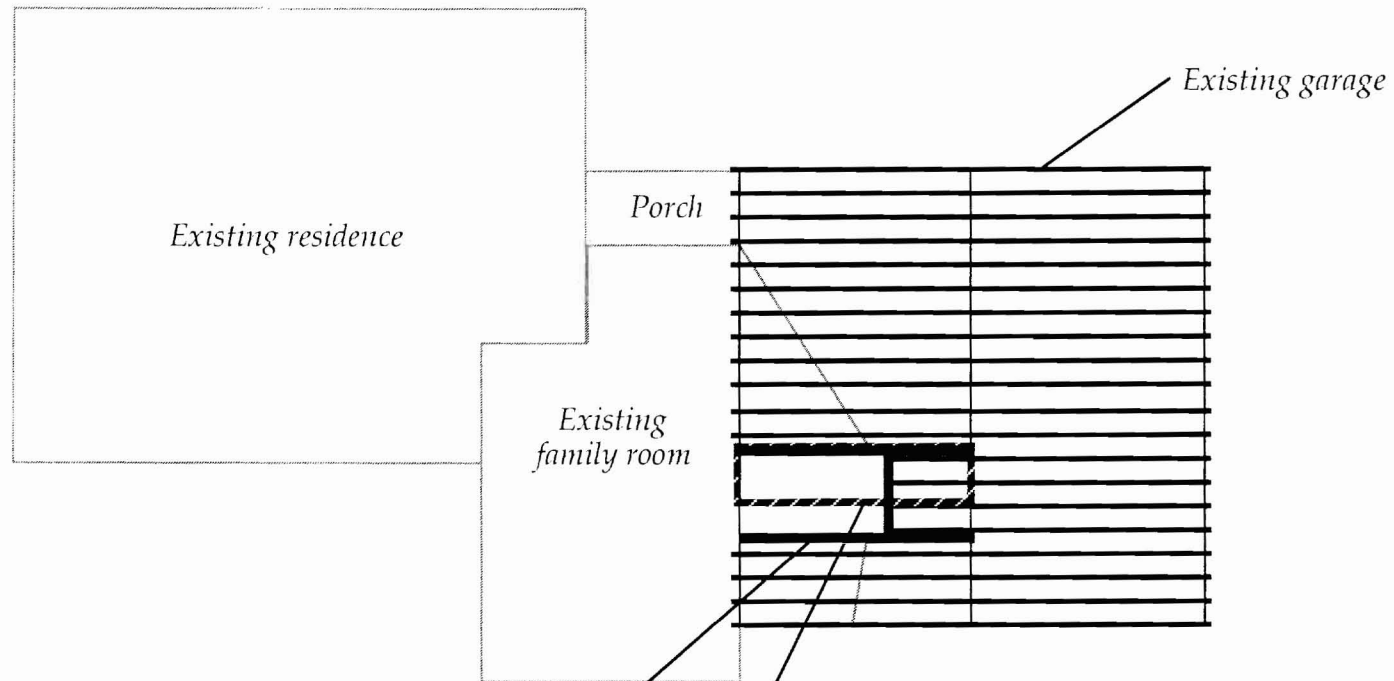 Existing garage
Porch
Existing residence
Existing
family room